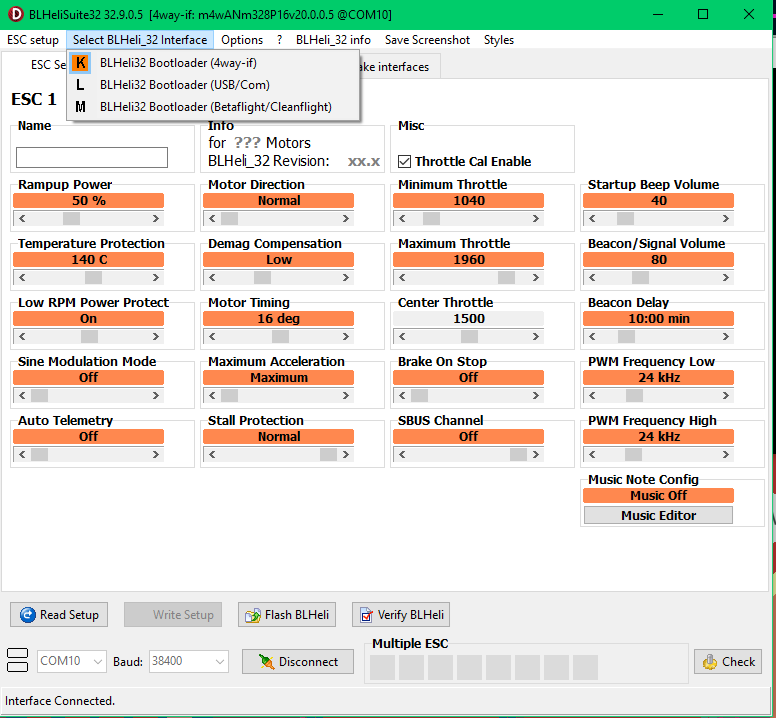 BLHeliSuite32 32.9.0.5 [4way-if: m4wANm328P16v20.0.0.5 @COM10]
ESC setup Select BLHeli_32 Interface Options ? BLHeli_32 info Save Screenshot Styles
K BLHeli32 Bootloader (4way-if)
L BLHeli32 Bootloader (USB/Com)
M BLHeli32 Bootloader (Betaflight/Cleanflight)
ESC Se ake interfaces
ESC 1
Name Info Misc
for ??? Motors
BLHeli_32 Revision: xx.x
Throttle Cal Enable
Rampup Power Motor Direction Minimum Throttle Startup Beep Volume
50 % Normal 1040 40
Temperature Protection Demag Compensation Maximum Throttle Beacon/Signal Volume
140 C Low 1960 80
Low RPM Power Protect Motor Timing Center Throttle Beacon Delay
On 16 deg 1500 10:00 min
Sine Modulation Mode Maximum Acceleration Brake On Stop PWM Frequency Low
Off Maximum Off 24 kHz
Auto Telemetry Stall Protection SBUS Channel PWM Frequency High
Off Normal Off 24 kHz
Music Note Config
Music Off
Music Editor
Read Setup Write Setup Flash BLHeli Verify BLHeli
Multiple ESC
COM10 Baud: 38400 Disconnect Check
Interface Connected.